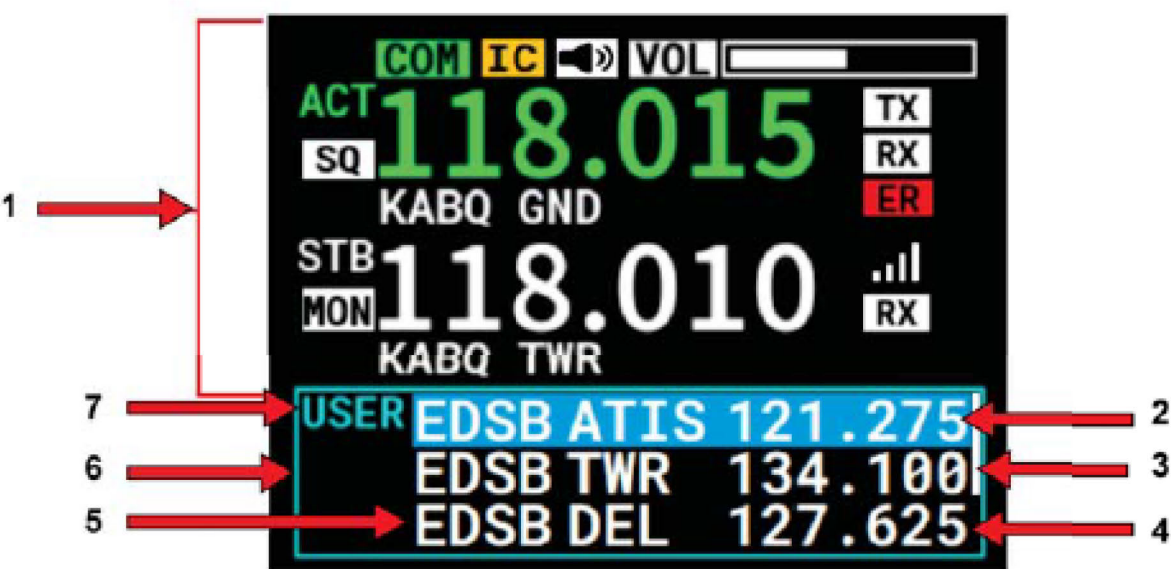 COM IC VOL
ACT 118.015 TX
SQ RX
KABQ GND ER
STB 118.010
MON RX
KABQ TWR
1
7 USER EDSB ATIS 121.275 2
6 EDSB TWR 134.100 3
5 EDSB DEL 127.625 4